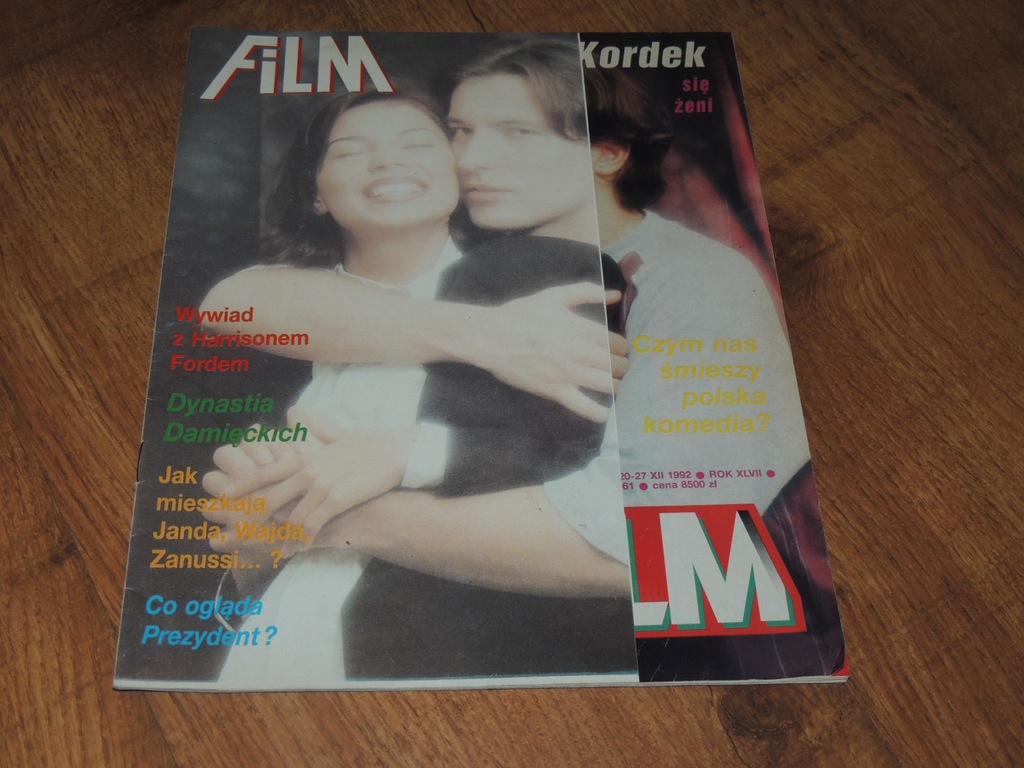 FiLM
Kordek
się
żeni
Wywiad
z Harrisonem
Fordem
Dynastia
Damięckich
Jak
mieszkają
Janda, Wajda,
Zanussi... ?
Co ogląda
Prezydent?
Czym nas
śmieszy
polska
komedia?
20-27 XII 1992 ● ROK XLVII ●
61 ● cena 8500 zł
LM